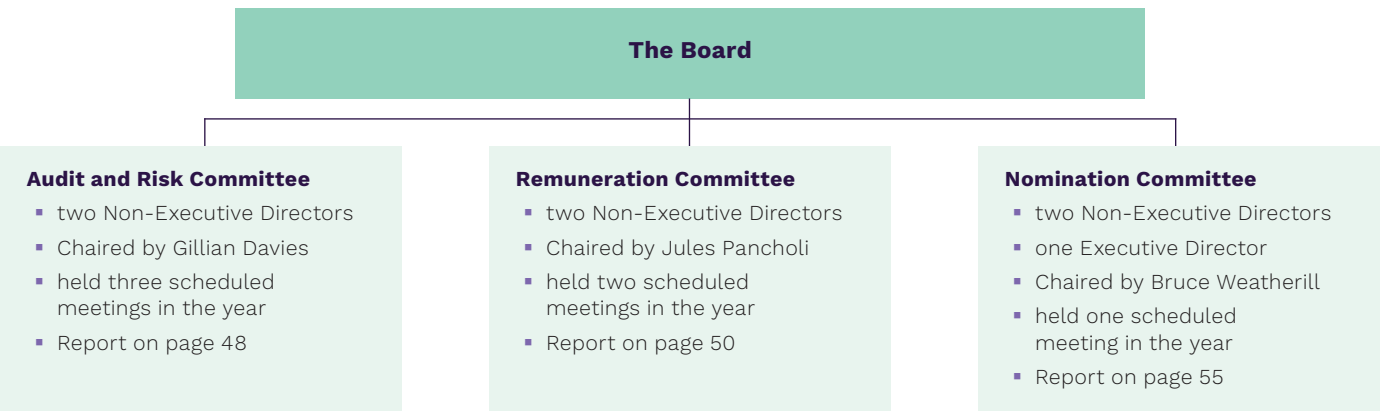 The Board
Audit and Risk Committee
▪ two Non-Executive Directors
▪ Chaired by Gillian Davies
▪ held three scheduled
meetings in the year
▪ Report on page 48
Remuneration Committee
▪ two Non-Executive Directors
▪ Chaired by Jules Pancholi
▪ held two scheduled
meetings in the year
▪ Report on page 50
Nomination Committee
▪ two Non-Executive Directors
▪ one Executive Director
▪ Chaired by Bruce Weatherill
▪ held one scheduled
meeting in the year
▪ Report on page 55